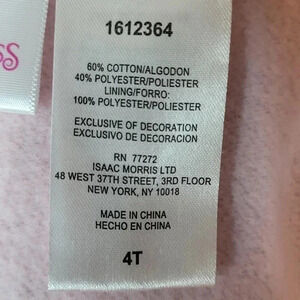 1612364
60% COTTON/ALGODON
40% POLYESTER/POLIESTER
LINING/FORRO:
100% POLYESTER/POLIESTER
EXCLUSIVE OF DECORATION
EXCLUSIVO DE DECORACION
RN 77272
ISAAC MORRIS LTD
48 WEST 37TH STREET, 3RD FLOOR
NEW YORK, NY 10018
MADE IN CHINA
HECHO EN CHINA
4T